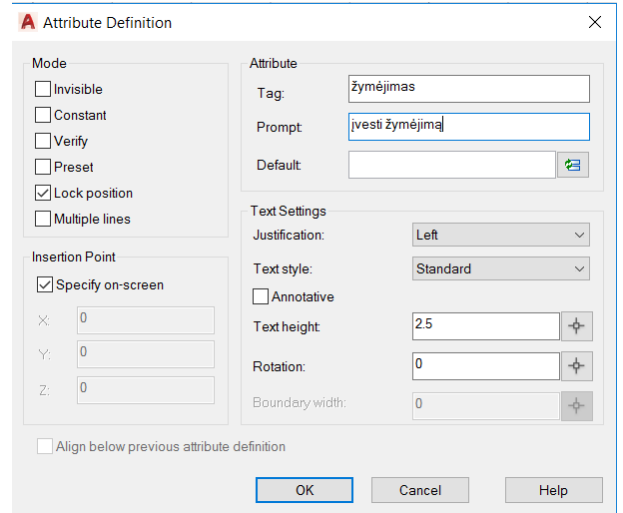 Attribute Definition
Mode
Invisible
Constant
Verify
Preset
Lock position
Multiple lines
Insertion Point
Specify on-screen
X: 0
Y: 0
Z: 0
Attribute
Tag: žymėjimas
Prompt: įvesti žymėjimą
Default:
Text Settings
Justification: Left
Text style: Standard
Annotative
Text height: 2.5
Rotation: 0
Boundary width: 0
Align below previous attribute definition
OK Cancel Help